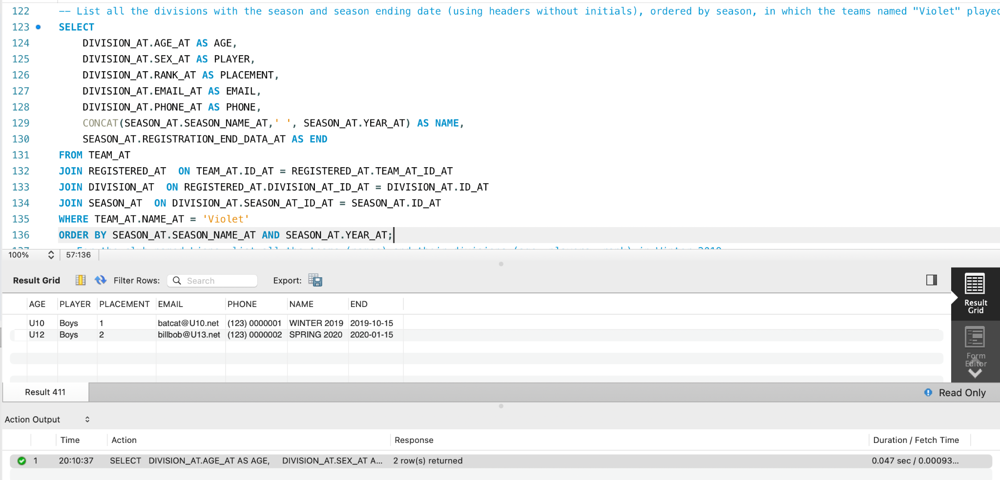 122 -- List all the divisions with the season and season ending date (using headers without initials), ordered by season, in which the teams named "Violet" played
123 SELECT
124 DIVISION_AT.AGE_AT AS AGE,
125 DIVISION_AT.SEX_AT AS PLAYER,
126 DIVISION_AT.RANK_AT AS PLACEMENT,
127 DIVISION_AT.EMAIL_AT AS EMAIL,
128 DIVISION_AT.PHONE_AT AS PHONE,
129 CONCAT(SEASON_AT.SEASON_NAME_AT,' ', SEASON_AT.YEAR_AT) AS NAME,
130 SEASON_AT.REGISTRATION_END_DATA_AT AS END
131 FROM TEAM_AT
132 JOIN REGISTERED_AT ON TEAM_AT.ID_AT = REGISTERED_AT.TEAM_AT_ID_AT
133 JOIN DIVISION_AT ON REGISTERED_AT.DIVISION_AT_ID_AT = DIVISION_AT.ID_AT
134 JOIN SEASON_AT ON DIVISION_AT.SEASON_AT_ID_AT = SEASON_AT.ID_AT
135 WHERE TEAM_AT.NAME_AT = 'Violet'
136 ORDER BY SEASON_AT.SEASON_NAME_AT AND SEASON_AT.YEAR_AT;
100% 57:136
Result Grid Filter Rows: Search Export:
AGE PLAYER PLACEMENT EMAIL PHONE NAME END
U10 Boys 1 batcat@U10.net (123) 0000001 WINTER 2019 2019-10-15
U12 Boys 2 billbob@U13.net (123) 0000002 SPRING 2020 2020-01-15
Result
Grid
Form
Editor
Result 411 Read Only
Action Output
Time Action Response Duration / Fetch Time
1 20:10:37 SELECT DIVISION_AT.AGE_AT AS AGE, DIVISION_AT.SEX_AT A... 2 row(s) returned 0.047 sec / 0.00093...